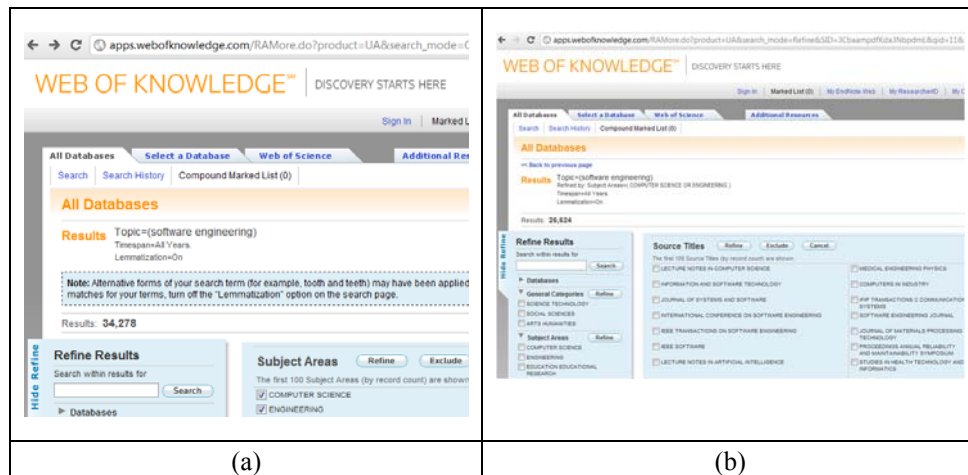 apps.webofknowledge.com/RAMore.do?product=UA&search_mode=
WEB OF KNOWLEDGE℠ DISCOVERY STARTS HERE
Sign In Marked L
All Databases Select a Database Web of Science Additional Res
Search Search History Compound Marked List (0)
All Databases
Results Topic=(software engineering)
Timespan=All Years.
Lemmatization=On
Note: Alternative forms of your search term (for example, tooth and teeth) may have been applied
matches for your terms, turn off the "Lemmatization" option on the search page.
Results: 34,278
Hide Refine
Refine Results
Search within results for
Search
Databases
Subject Areas Refine Exclude
The first 100 Subject Areas (by record count) are shown
COMPUTER SCIENCE
ENGINEERING
(a)
WEB OF KNOWLEDGE℠ DISCOVERY STARTS HERE
Sign In Marked List (0) My EndNote Web My ResearcherID My C
All Databases Select a Database Web of Science Additional Resources
Search Search History Compound Marked List (0)
All Databases
<< Back to previous page
Results Topic=(software engineering)
Refined by: Subject Areas=( COMPUTER SCIENCE OR ENGINEERING )
Timespan=All Years.
Lemmatization=On
Results: 26,624
Hide Refine
Refine Results
Search within results for
Search
Databases
General Categories Refine
SCIENCE TECHNOLOGY
SOCIAL SCIENCES
ARTS HUMANITIES
Subject Areas Refine
COMPUTER SCIENCE
ENGINEERING
EDUCATION EDUCATIONAL
RESEARCH
Source Titles Refine Exclude Cancel
The first 100 Source Titles (by record count) are shown.
LECTURE NOTES IN COMPUTER SCIENCE
INFORMATION AND SOFTWARE TECHNOLOGY
JOURNAL OF SYSTEMS AND SOFTWARE
INTERNATIONAL CONFERENCE ON SOFTWARE ENGINEERING
IEEE TRANSACTIONS ON SOFTWARE ENGINEERING
IEEE SOFTWARE
LECTURE NOTES IN ARTIFICIAL INTELLIGENCE
MEDICAL ENGINEERING PHYSICS
COMPUTERS IN INDUSTRY
IFIP TRANSACTIONS C COMMUNICATION
SYSTEMS
SOFTWARE ENGINEERING JOURNAL
JOURNAL OF MATERIALS PROCESSING
TECHNOLOGY
PROCEEDINGS ANNUAL RELIABILITY
AND MAINTAINABILITY SYMPOSIUM
STUDIES IN HEALTH TECHNOLOGY AND
INFORMATICS
(b)